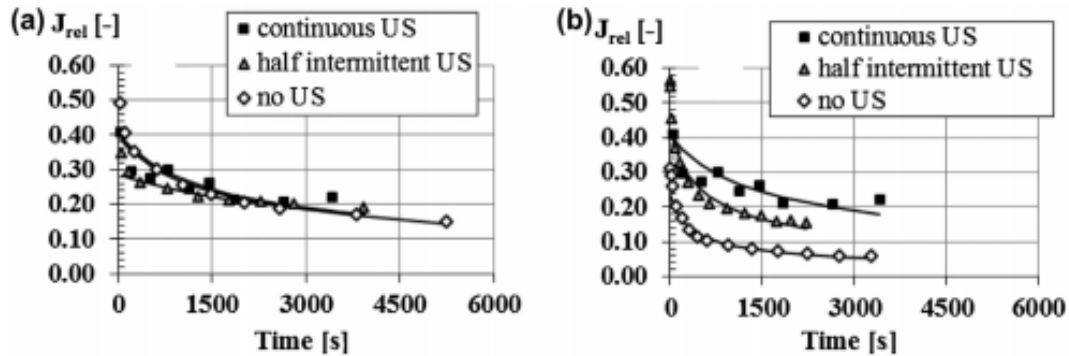 (a) J_rel [-]
continuous US
half intermittent US
no US
0.60
0.50
0.40
0.30
0.20
0.10
0.00
0 1500 3000 4500 6000
Time [s]
(b) J_rel [-]
continuous US
half intermittent US
no US
0.60
0.50
0.40
0.30
0.20
0.10
0.00
0 1500 3000 4500 6000
Time [s]